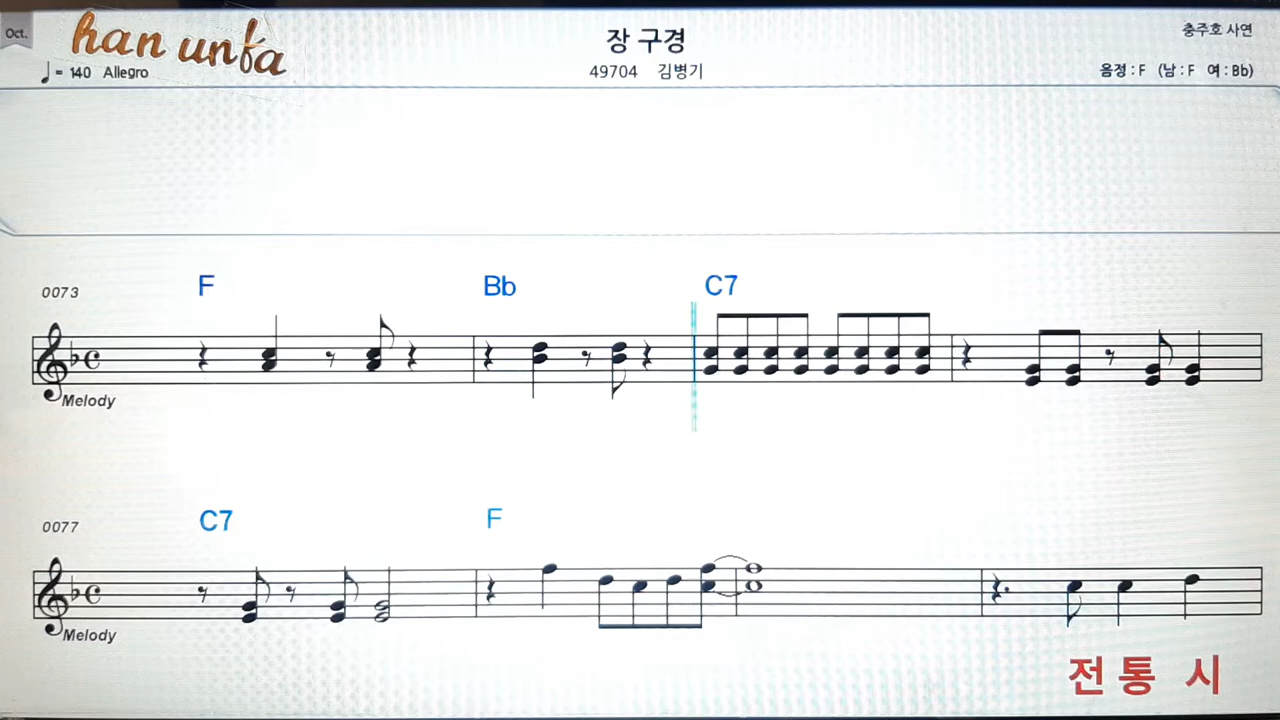 Oct.
han unfa
장 구경
충주호 사연
♩ = 140 Allegro
49704 김병기
음정 : F (남 : F 여 : Bb)
0073
F Bb C7
Melody
0077
C7 F
Melody
전 통 시